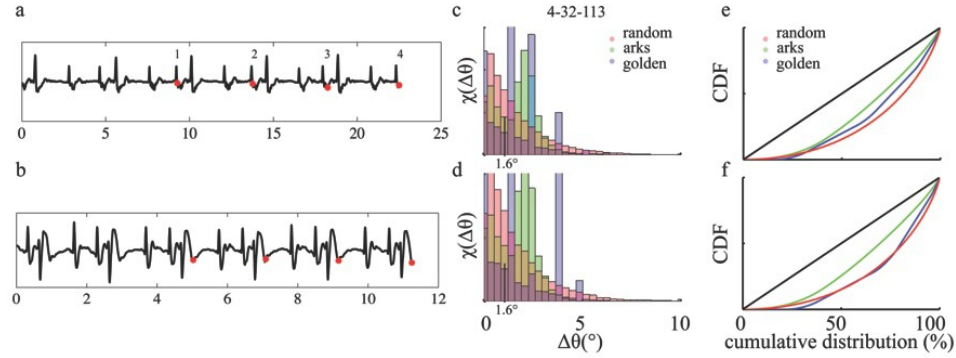 a
1
2
3
4
0
5
10
15
20
25
b
0
2
4
6
8
10
12
c
4-32-113
random
arks
golden
χ(Δθ)
1.6°
d
χ(Δθ)
1.6°
0
5
10
Δθ(°)
e
random
arks
golden
CDF
f
CDF
0
50
100
cumulative distribution (%)